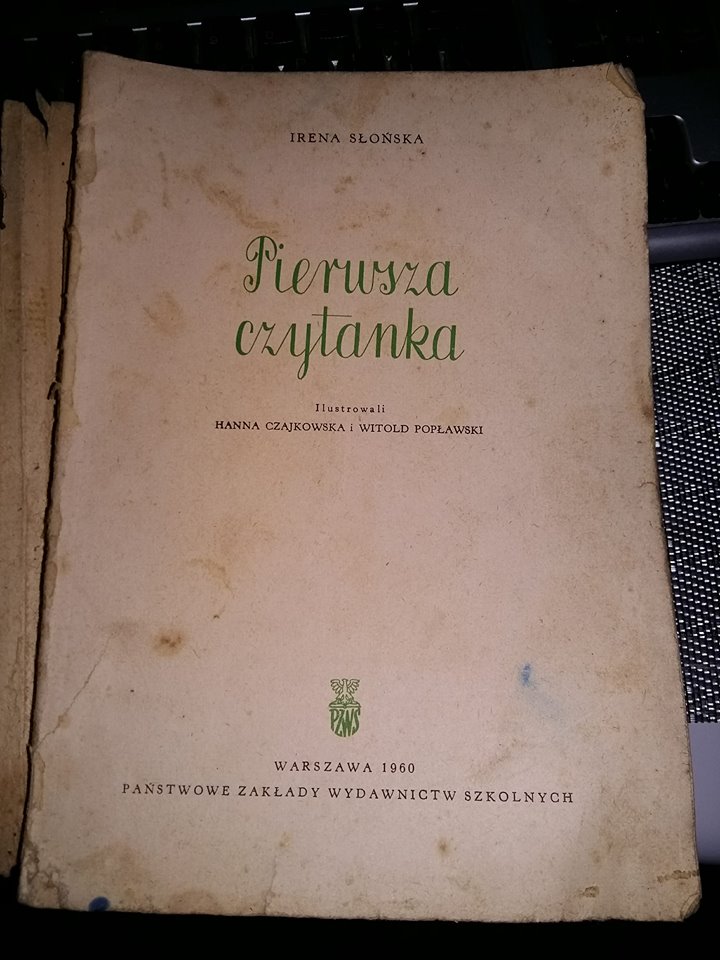 IRENA SŁOŃSKA
Pierwsza
czytanka
Ilustrowali
HANNA CZAJKOWSKA i WITOLD POPŁAWSKI
PZWS
WARSZAWA 1960
PAŃSTWOWE ZAKŁADY WYDAWNICTW SZKOLNYCH